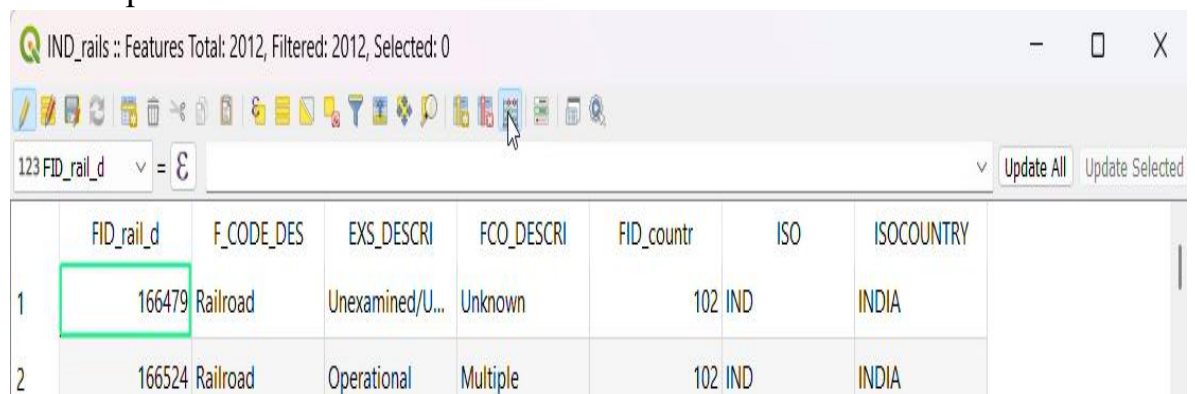 IND_rails :: Features Total: 2012, Filtered: 2012, Selected: 0
123 FID_rail_d = ε Update All Update Selected
FID_rail_d F_CODE_DES EXS_DESCRI FCO_DESCRI FID_countr ISO ISOCOUNTRY
1 166479 Railroad Unexamined/U... Unknown 102 IND INDIA
2 166524 Railroad Operational Multiple 102 IND INDIA